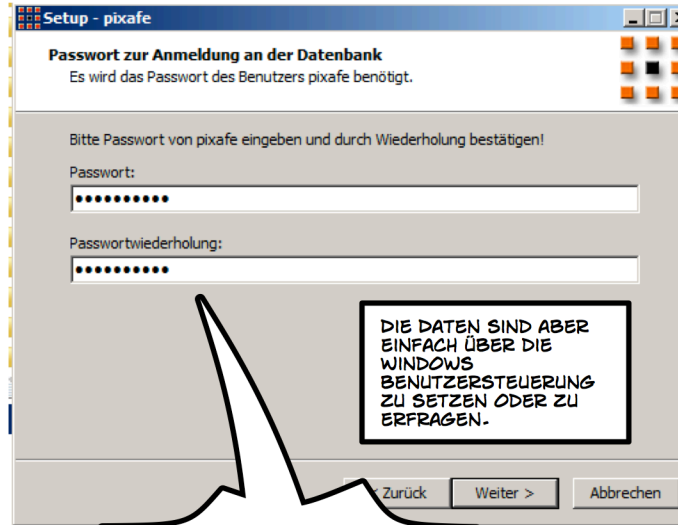 Setup - pixafe
Passwort zur Anmeldung an der Datenbank
Es wird das Passwort des Benutzers pixafe benötigt.
Bitte Passwort von pixafe eingeben und durch Wiederholung bestätigen!
Passwort:
••••••••••
Passwortwiederholung:
••••••••••
DIE DATEN SIND ABER
EINFACH ÜBER DIE
WINDOWS
BENUTZERSTEUERUNG
ZU SETZEN ODER ZU
ERFRAGEN.
< Zurück
Weiter >
Abbrechen